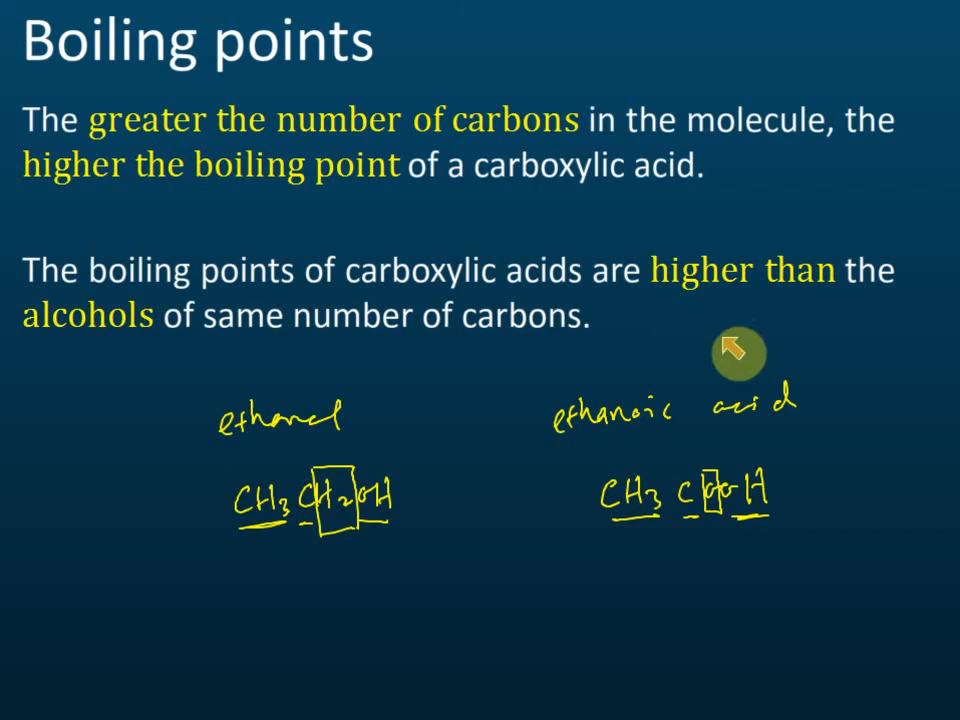 Boiling points
The greater the number of carbons in the molecule, the
higher the boiling point of a carboxylic acid.
The boiling points of carboxylic acids are higher than the
alcohols of same number of carbons.
ethanol ethanoic acid
CH3 CH2OH CH3 COOH